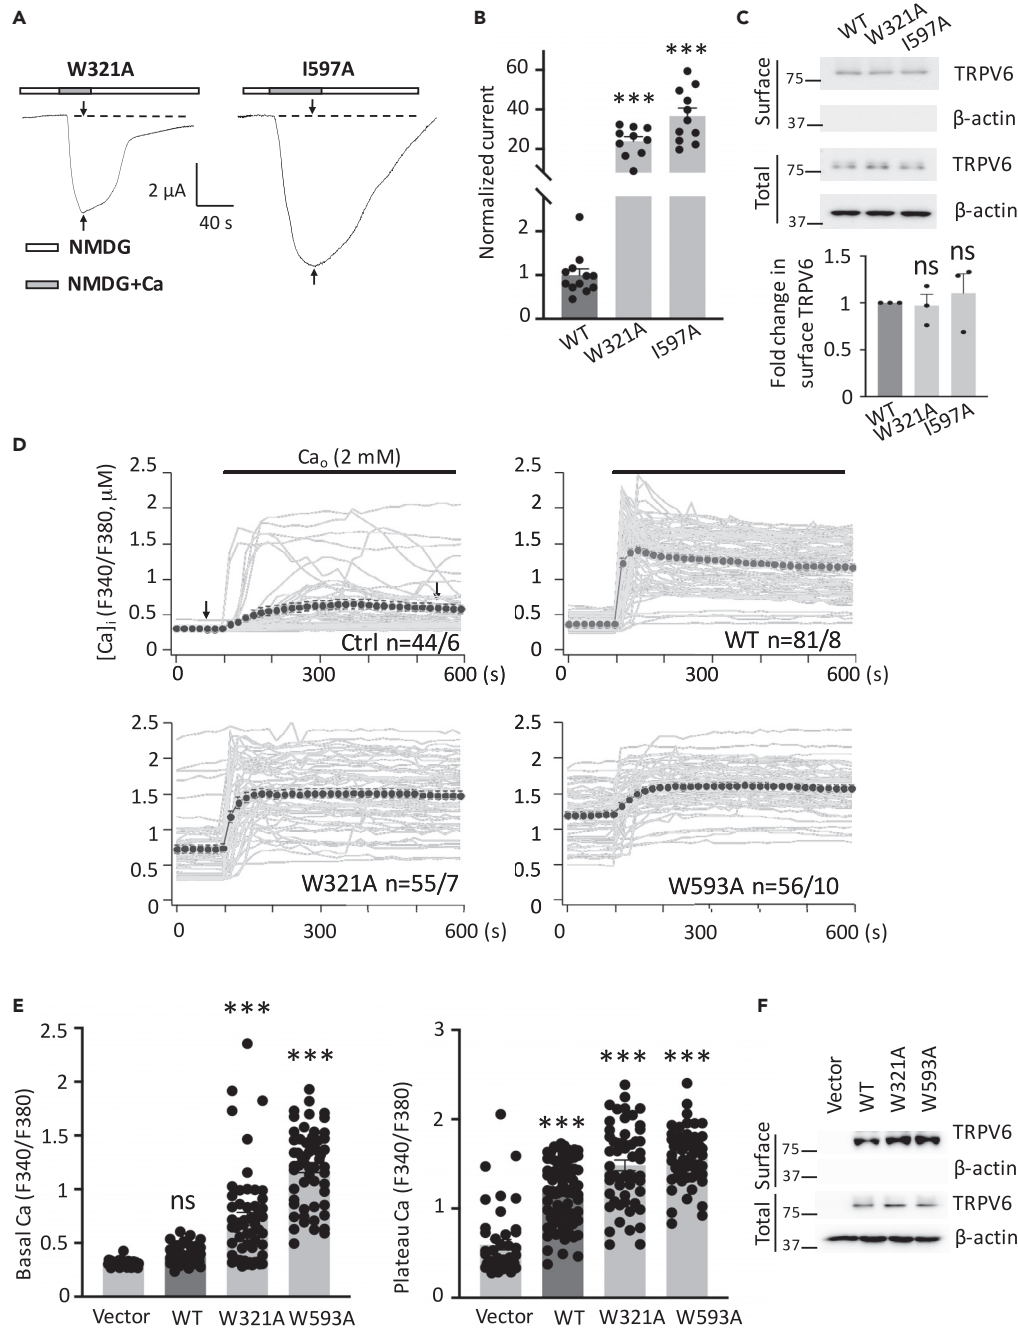 A
W321A
I597A
2 µA
40 s
NMDG
NMDG+Ca
B
Normalized current
60
40
20
2
1
0
***
***
WT
W321A
I597A
C
WT
W321A
I597A
Surface
75
TRPV6
37
β-actin
Total
75
TRPV6
37
β-actin
Fold change in
surface TRPV6
1.5
1
0.5
0
ns
ns
WT
W321A
I597A
D
[Ca]i (F340/F380, µM)
Cao (2 mM)
2.5
2
1.5
1
0.5
0
Ctrl n=44/6
0 300 600 (s)
2.5
2
1.5
1
0.5
0
WT n=81/8
0 300 600 (s)
2.5
2
1.5
1
0.5
0
W321A n=55/7
0 300 600 (s)
2.5
2
1.5
1
0.5
0
W593A n=56/10
0 300 600 (s)
E
Basal Ca (F340/F380)
2.5
2
1.5
1
0.5
0
ns
***
***
Vector WT W321A W593A
Plateau Ca (F340/F380)
3
2
1
0
***
***
***
Vector WT W321A W593A
F
Vector
WT
W321A
W593A
Surface
75
TRPV6
37
β-actin
Total
75
TRPV6
37
β-actin